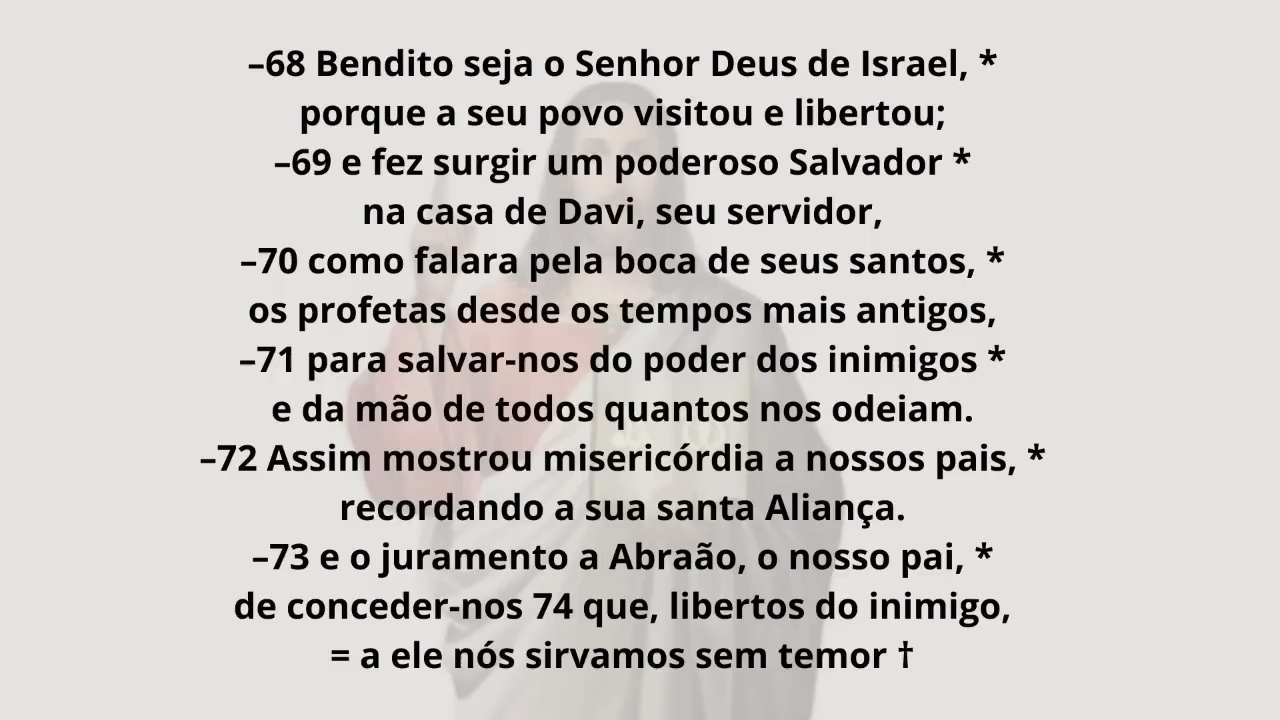 –68 Bendito seja o Senhor Deus de Israel, *
porque a seu povo visitou e libertou;
–69 e fez surgir um poderoso Salvador *
na casa de Davi, seu servidor,
–70 como falara pela boca de seus santos, *
os profetas desde os tempos mais antigos,
–71 para salvar-nos do poder dos inimigos *
e da mão de todos quantos nos odeiam.
–72 Assim mostrou misericórdia a nossos pais, *
recordando a sua santa Aliança.
–73 e o juramento a Abraão, o nosso pai, *
de conceder-nos 74 que, libertos do inimigo,
= a ele nós sirvamos sem temor †